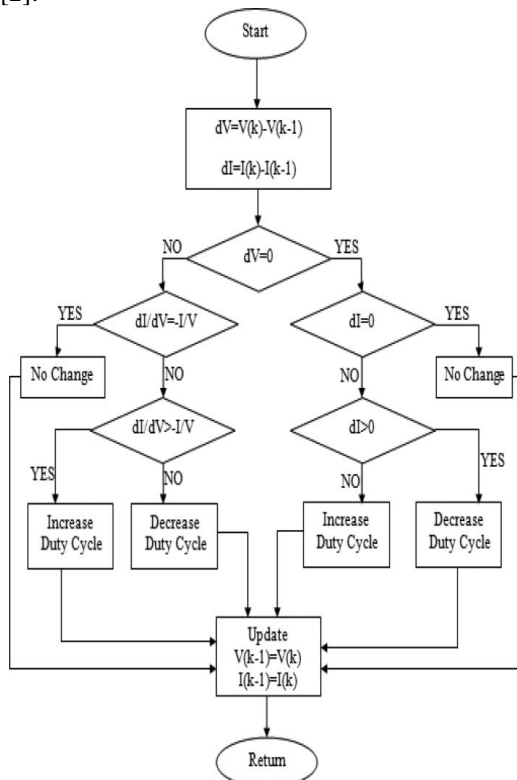 [2].
Start
dV=V(k)-V(k-1)
dI=I(k)-I(k-1)
NO
dV=0
YES
YES
dI/dV=-I/V
dI=0
YES
No Change
NO
NO
No Change
dI/dV>-I/V
dI>0
YES
NO
NO
YES
Increase
Duty Cycle
Decrease
Duty Cycle
Increase
Duty Cycle
Decrease
Duty Cycle
Update
V(k-1)=V(k)
I(k-1)=I(k)
Return